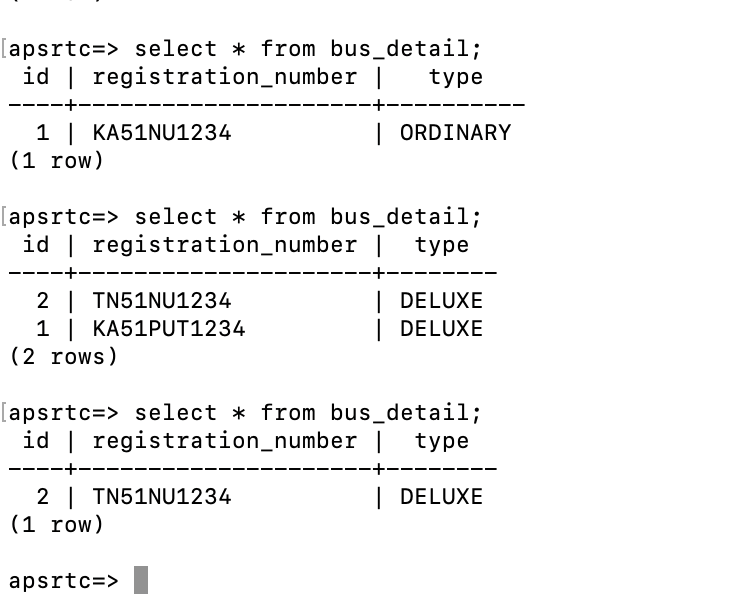 [apsrtc=> select * from bus_detail;
 id | registration_number |   type
----+---------------------+----------
  1 | KA51NU1234          | ORDINARY
(1 row)
[apsrtc=> select * from bus_detail;
 id | registration_number |  type
----+---------------------+--------
  2 | TN51NU1234          | DELUXE
  1 | KA51PUT1234         | DELUXE
(2 rows)
[apsrtc=> select * from bus_detail;
 id | registration_number |  type
----+---------------------+--------
  2 | TN51NU1234          | DELUXE
(1 row)
apsrtc=>